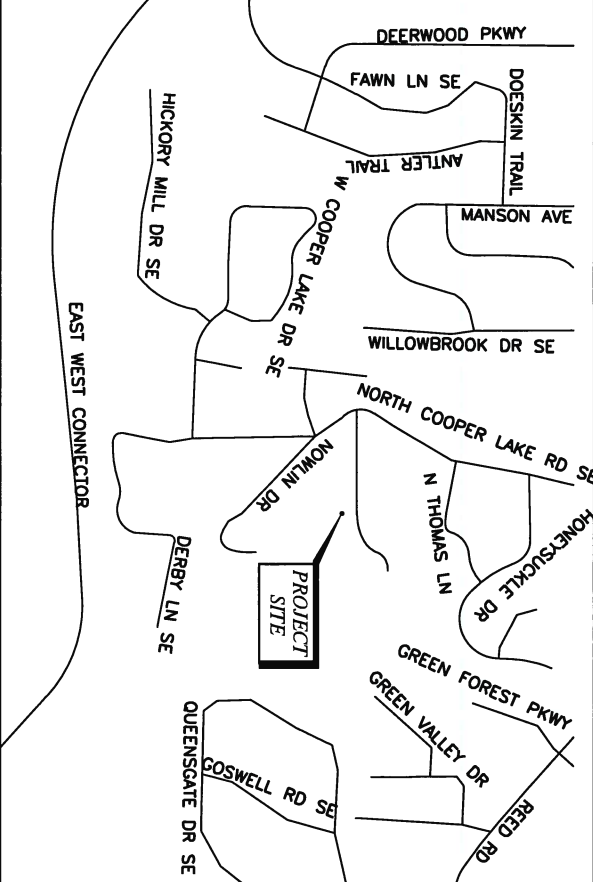 DEERWOOD PKWY
FAWN LN SE
DOESKIN TRAIL
ANTLER TRAIL
HICKORY MILL DR SE
W COOPER LAKE DR SE
MANSON AVE
WILLOWBROOK DR SE
EAST WEST CONNECTOR
NORTH COOPER LAKE RD SE
NOWLIN DR
N THOMAS LN
HONEYSUCKLE DR
DERBY LN SE
PROJECT
SITE
GREEN FOREST PKWY
GREEN VALLEY DR
QUEENSGATE DR SE
GOSWELL RD SE
REED RD